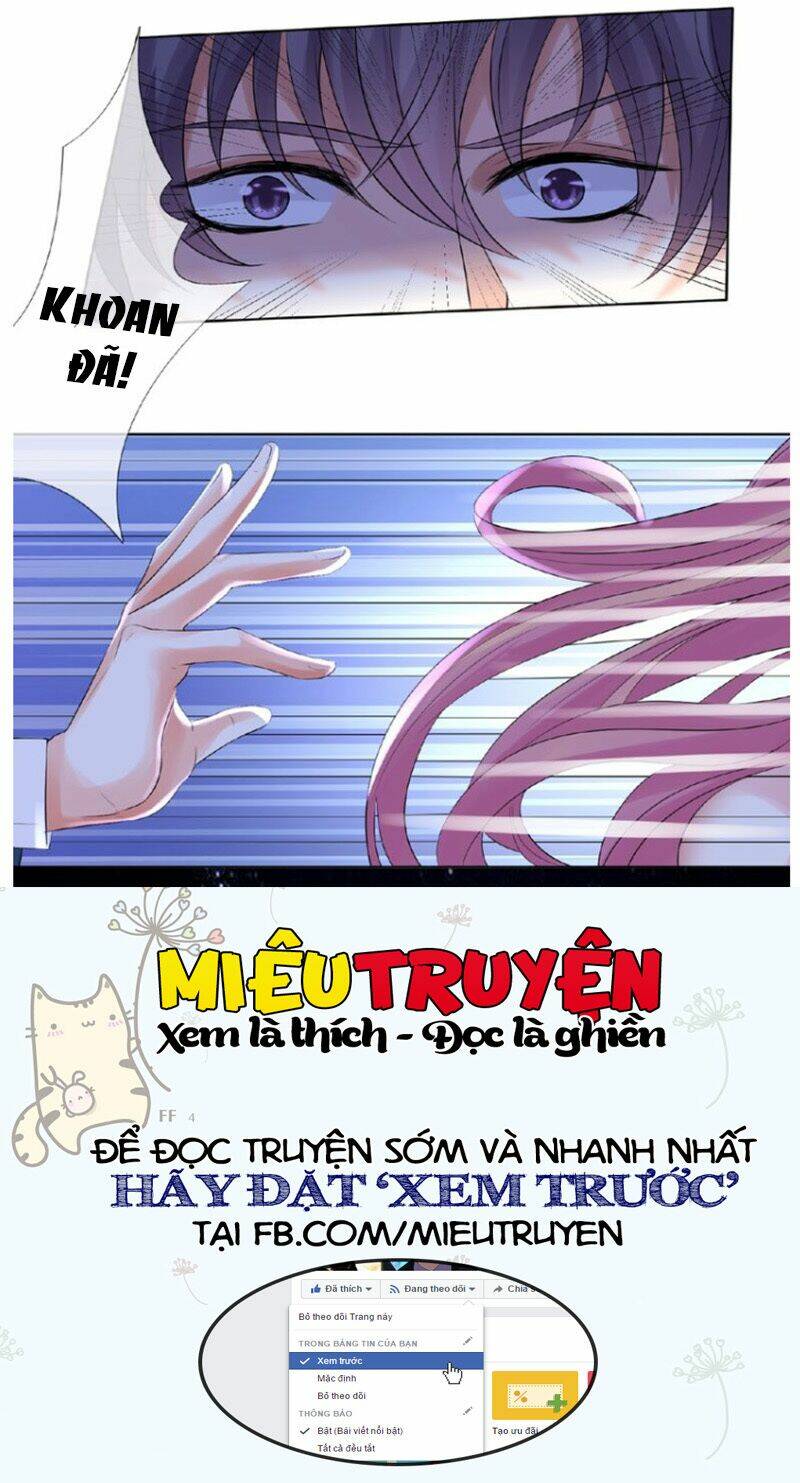 KHOAN
ĐÃ!
MIÊUTRUYỆN
Xem là thích - Đọc là ghiền
FF 4
ĐỂ ĐỌC TRUYỆN SỚM VÀ NHANH NHẤT
HÃY ĐẶT ‘XEM TRƯỚC’
TẠI FB.COM/MIEUTRUYEN
Đã thích Đang theo dõi Chia s
Bỏ theo dõi Trang này
TRONG BẢNG TIN CỦA BẠN
Xem trước
Mặc định
Bỏ theo dõi
THÔNG BÁO
Bật (Bài viết nổi bật)
Tạo ưu đãi
Tất cả đều tắt